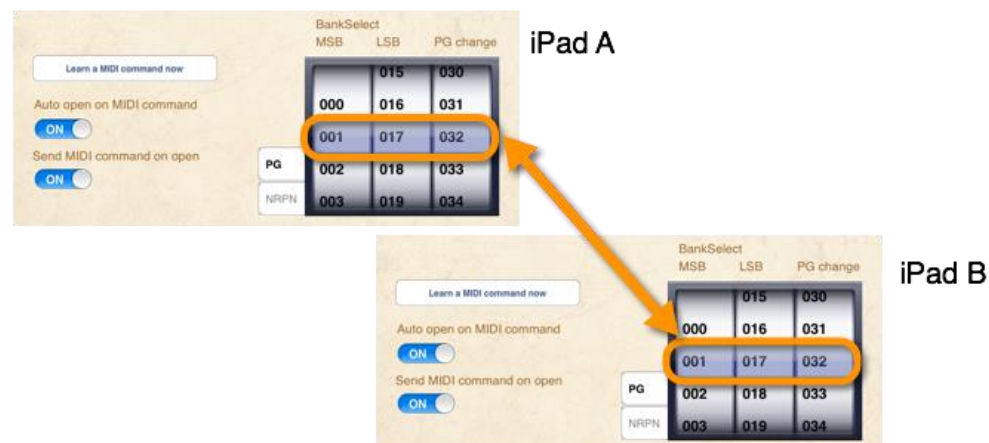 BankSelect
MSB LSB PG change
iPad A
Learn a MIDI command now
015 030
Auto open on MIDI command
000 016 031
ON
001 017 032
Send MIDI command on open
PG
002 018 033
ON
NRPN
003 019 034
BankSelect
MSB LSB PG change
iPad B
Learn a MIDI command now
015 030
Auto open on MIDI command
000 016 031
ON
001 017 032
Send MIDI command on open
PG
002 018 033
ON
NRPN
003 019 034